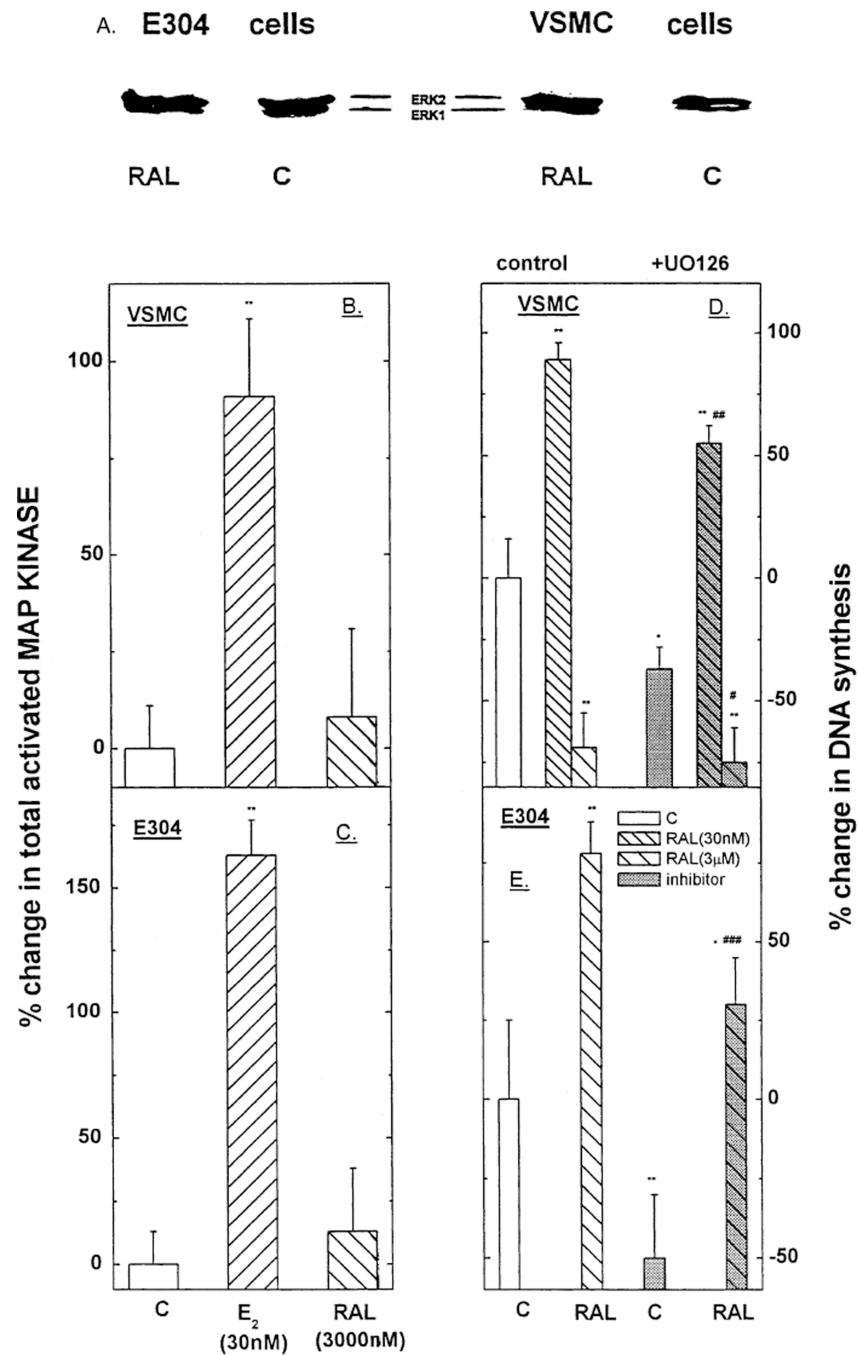 A. E304 cells VSMC cells
ERK2
ERK1
RAL C RAL C
control +UO126
VSMC B.
**
100
50
0
% change in total activated MAP KINASE
VSMC D.
**
**
*
** ##
#
**
100
50
0
-50
% change in DNA synthesis
E304 C.
**
150
100
50
0
C E2 (30nM) RAL (3000nM)
E304 E.
**
**
* ###
C
RAL(30nM)
RAL(3µM)
inhibitor
50
0
-50
C RAL C RAL